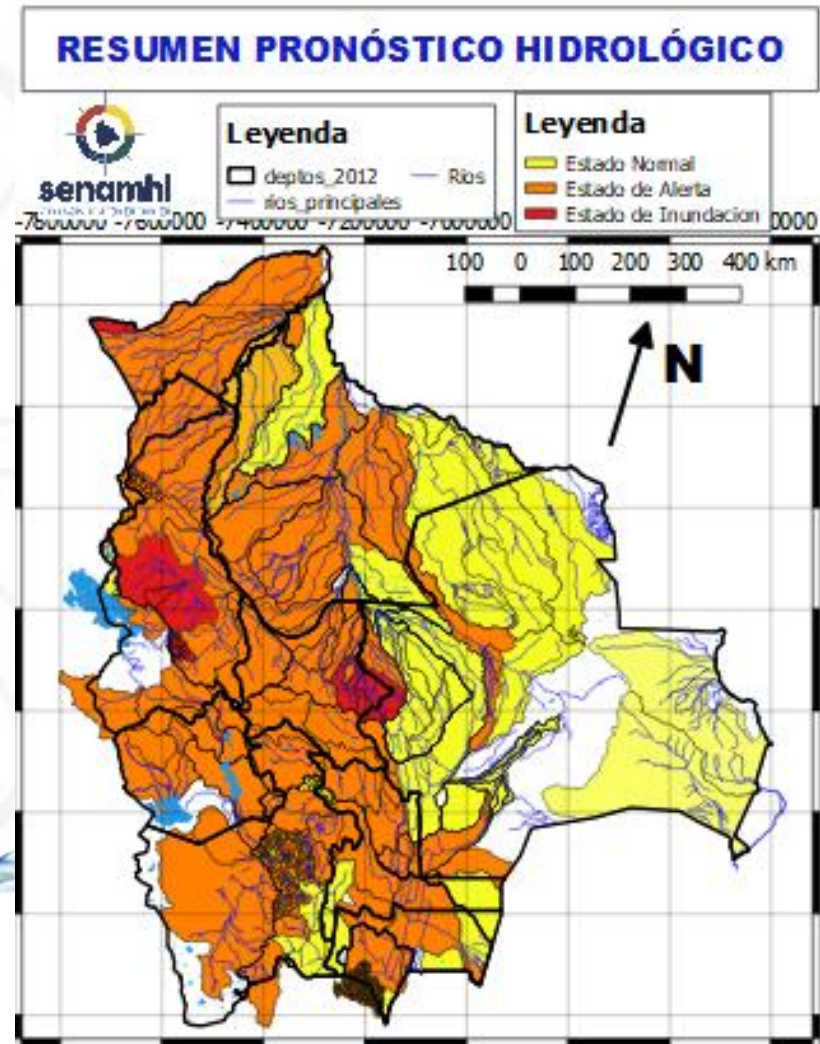 RESUMEN PRONÓSTICO HIDROLÓGICO
senamhi
Leyenda
deptos_2012
Rios
rios_principales
Leyenda
Estado Normal
Estado de Alerta
Estado de Inundacion
-7600000 -7400000 -7200000 -7000000
100 0 100 200 300 400 km
N